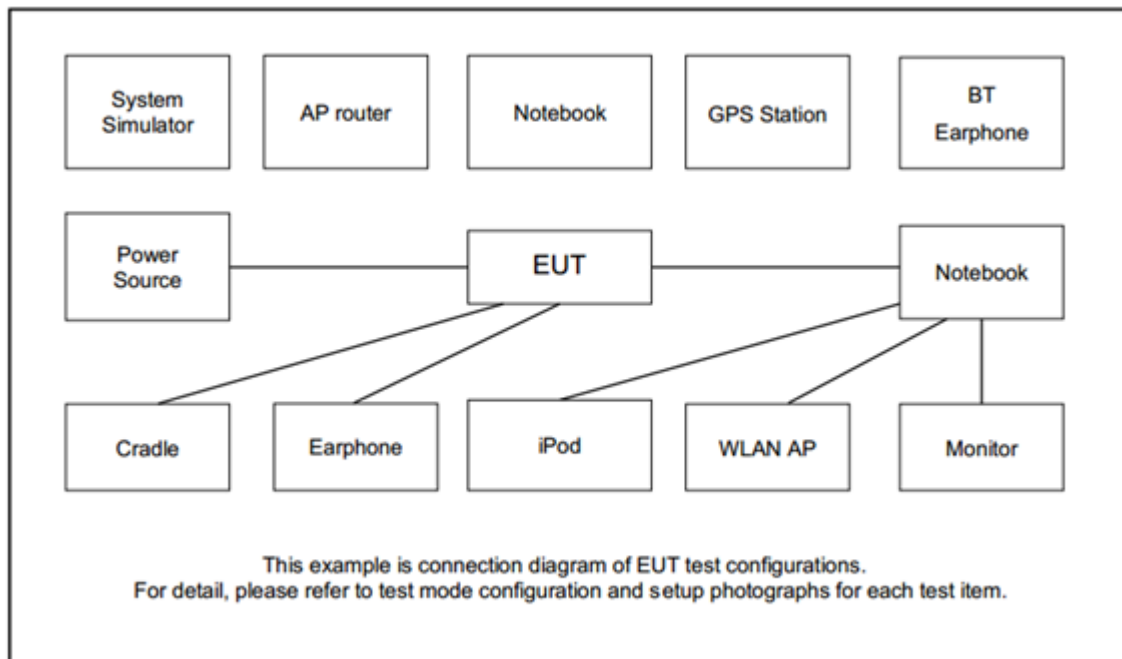 System
Simulator
AP router
Notebook
GPS Station
BT
Earphone
Power
Source
EUT
Notebook
Cradle
Earphone
iPod
WLAN AP
Monitor
This example is connection diagram of EUT test configurations.
For detail, please refer to test mode configuration and setup photographs for each test item.